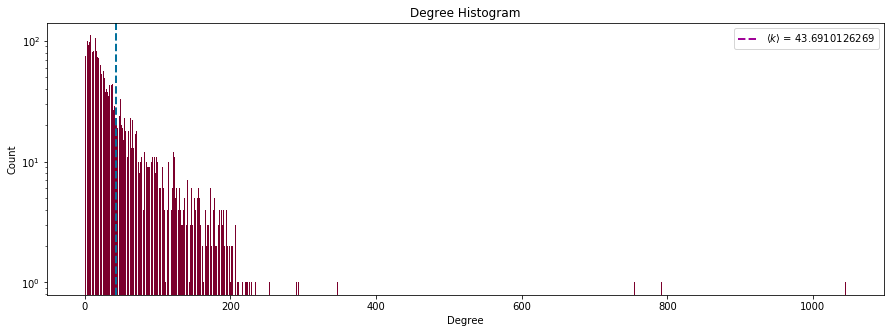 Degree Histogram
⟨k⟩ = 43.6910126269
Count
10²
10¹
10⁰
0 200 400 600 800 1000
Degree